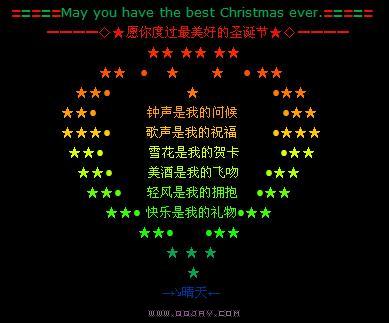 =====May you have the best Christmas ever.=====
————◇★愿你度过最美好的圣诞节★◇————
★★ ★★ ★★
★★ ● ★ ★ ● ★★
★★● ★ ●★★
★★● 钟声是我的问候 ●★★
★★★● 歌声是我的祝福 ●★★★
★★● 雪花是我的贺卡 ●★★
★★● 美酒是我的飞吻 ●★★
★★● 轻风是我的拥抱 ●★★
★★● 快乐是我的礼物●★★
★★● ●★★
★ ★ ★
★
→↘晴天←
www.qqjay.com